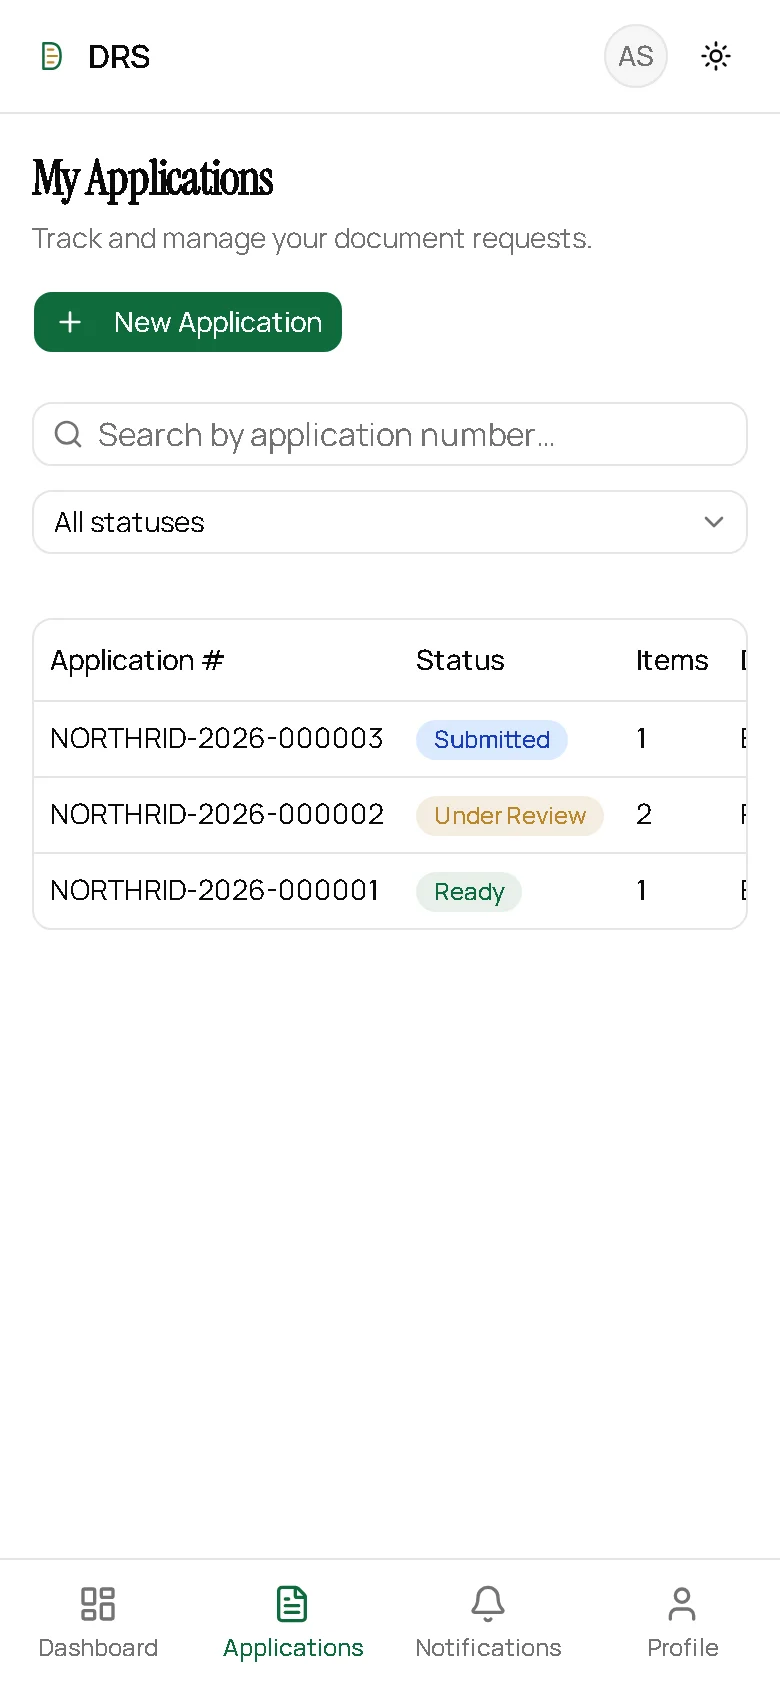 DRS
AS
My Applications
Track and manage your document requests.
New Application
Search by application number...
All statuses
Application # Status Items
NORTHRID-2026-000003 Submitted 1
NORTHRID-2026-000002 Under Review 2
NORTHRID-2026-000001 Ready 1
Dashboard Applications Notifications Profile